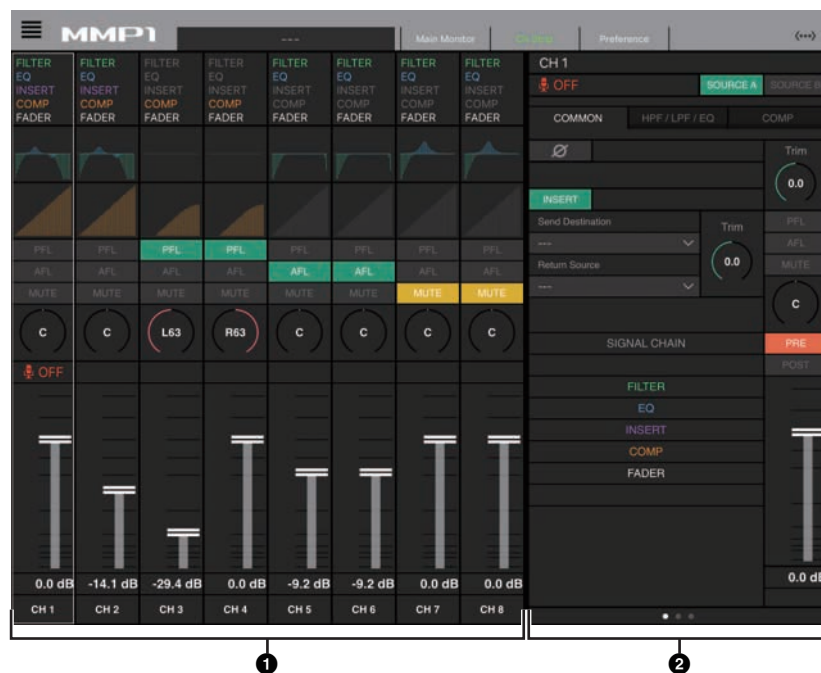 MMP1
---
Main Monitor
Ch Strip
Preference
FILTER FILTER FILTER FILTER FILTER FILTER FILTER FILTER
EQ EQ EQ EQ EQ EQ EQ EQ
INSERT INSERT INSERT INSERT INSERT INSERT INSERT INSERT
COMP COMP COMP COMP COMP COMP COMP COMP
FADER FADER FADER FADER FADER FADER FADER FADER
PFL PFL PFL PFL PFL PFL PFL PFL
AFL AFL AFL AFL AFL AFL AFL AFL
MUTE MUTE MUTE MUTE MUTE MUTE MUTE MUTE
C C L63 R63 C C C C
OFF
0.0 dB -14.1 dB -29.4 dB 0.0 dB -9.2 dB -9.2 dB 0.0 dB 0.0 dB
CH 1 CH 2 CH 3 CH 4 CH 5 CH 6 CH 7 CH 8
CH 1
OFF
SOURCE A SOURCE B
COMMON HPF / LPF / EQ COMP
Ø
Trim
0.0
INSERT
Send Destination
---
Return Source
---
Trim
0.0
PFL
AFL
MUTE
C
SIGNAL CHAIN
PRE
POST
FILTER
EQ
INSERT
COMP
FADER
0.0 dB
1
2